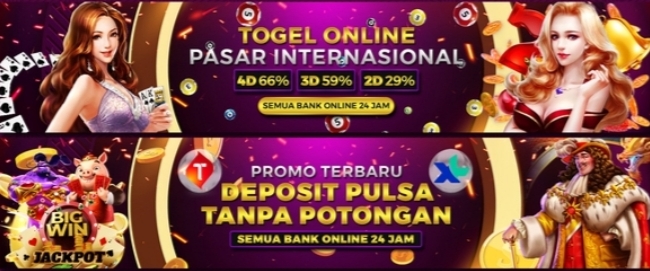 TOGEL ONLINE
PASAR INTERNASIONAL
4D 66% 3D 59% 2D 29%
SEMUA BANK ONLINE 24 JAM
PROMO TERBARU
DEPOSIT PULSA
TANPA POTONGAN
SEMUA BANK ONLINE 24 JAM
T
XL
BIG
WIN
JACKPOT